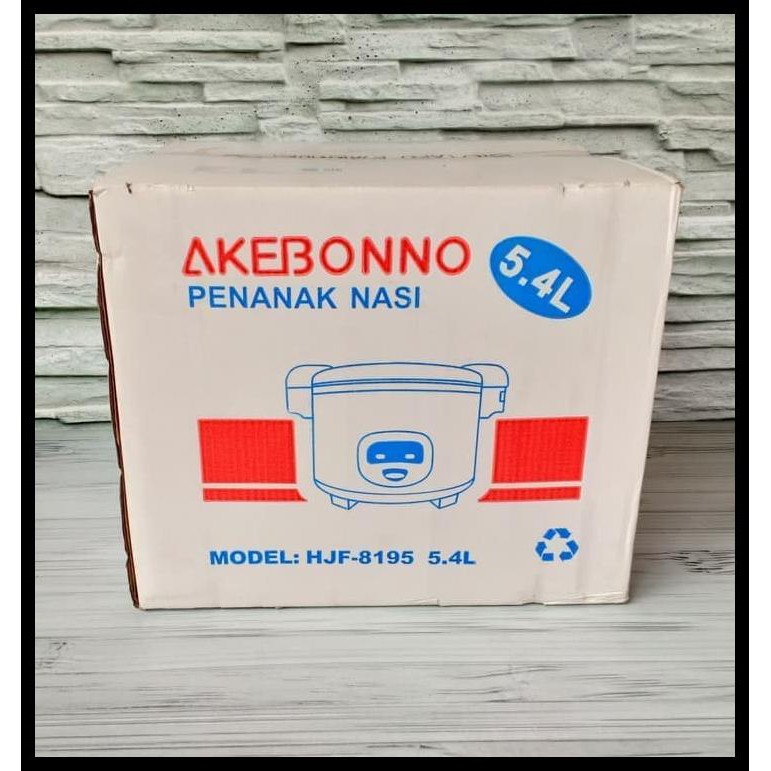 AKEBONNO
5.4L
PENANAK NASI
MODEL: HJF-8195 5.4L